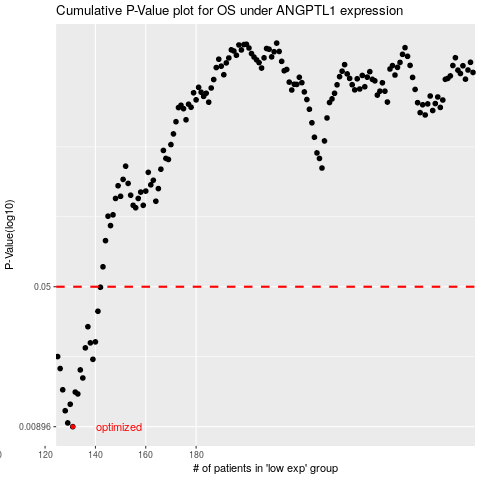 Cumulative P-Value plot for OS under ANGPTL1 expression
P-Value(log10)
0.05
0.00896
optimized
0 120 140 160 180
# of patients in 'low exp' group